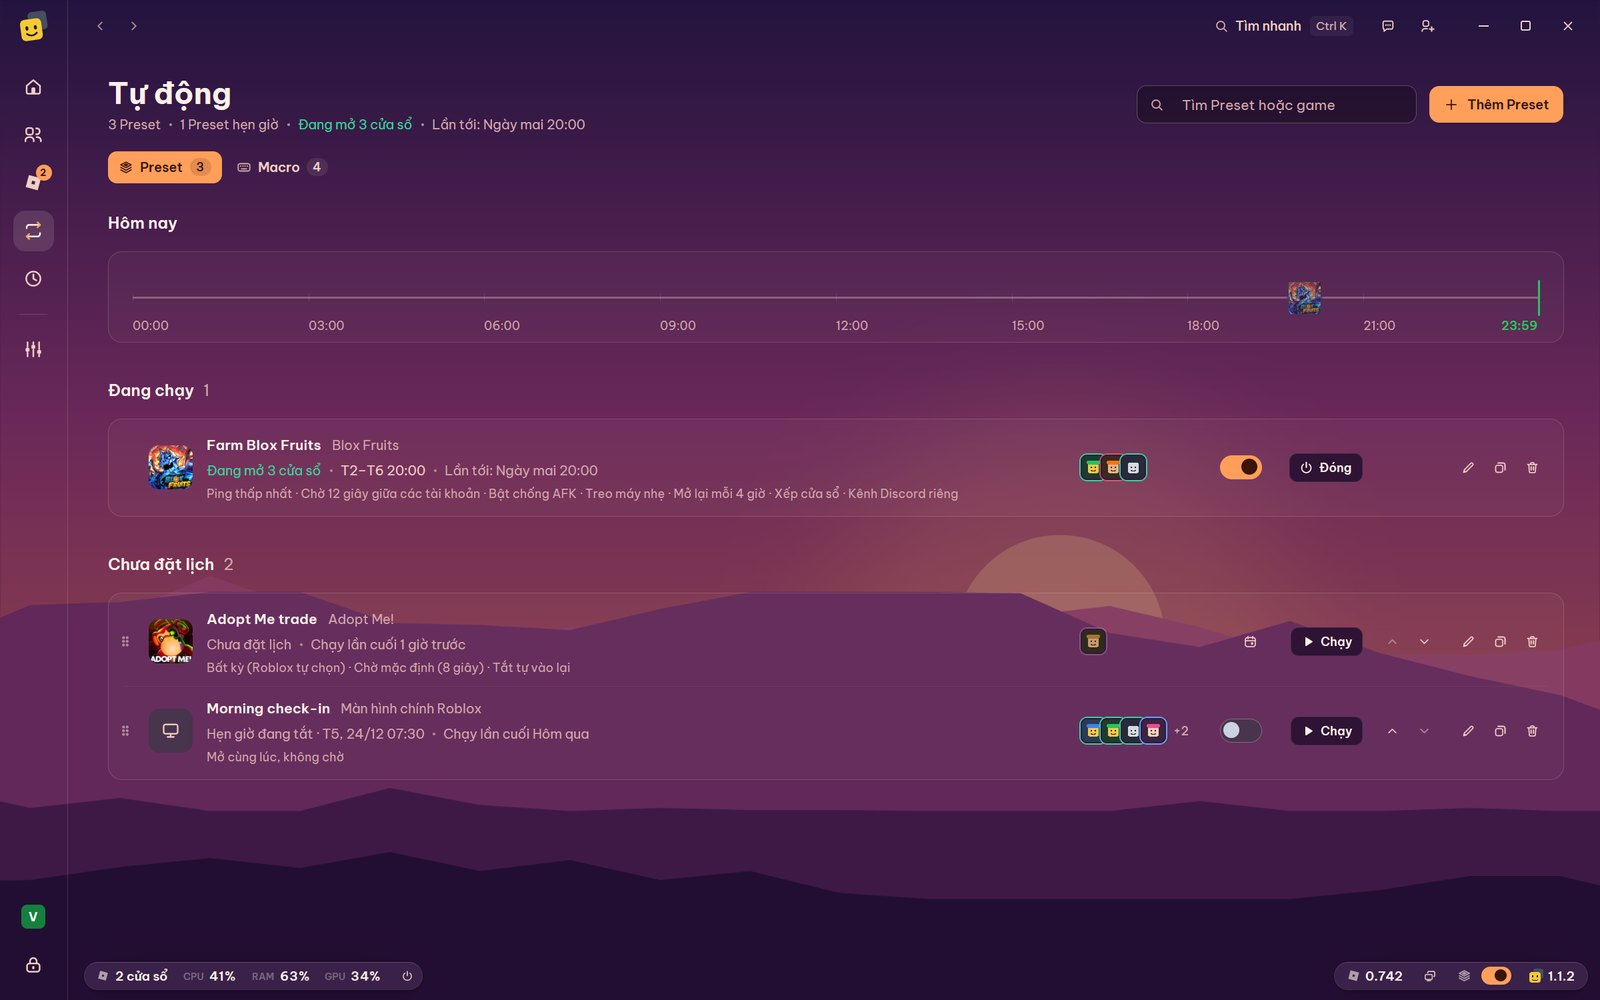 Tìm nhanh Ctrl K
Tự động
3 Preset • 1 Preset hẹn giờ • Đang mở 3 cửa sổ • Lần tới: Ngày mai 20:00
Tìm Preset hoặc game
Thêm Preset
Preset 3
Macro 4
2
Hôm nay
00:00 03:00 06:00 09:00 12:00 15:00 18:00 21:00 23:59
Đang chạy 1
Farm Blox Fruits Blox Fruits
Đang mở 3 cửa sổ • T2–T6 20:00 • Lần tới: Ngày mai 20:00
Ping thấp nhất · Chờ 12 giây giữa các tài khoản · Bật chống AFK · Treo máy nhẹ · Mở lại mỗi 4 giờ · Xếp cửa sổ · Kênh Discord riêng
Đóng
Chưa đặt lịch 2
Adopt Me trade Adopt Me!
Chưa đặt lịch • Chạy lần cuối 1 giờ trước
Bất kỳ (Roblox tự chọn) · Chờ mặc định (8 giây) · Tắt tự vào lại
ADOPT ME!
Chạy
Morning check-in Màn hình chính Roblox
Hẹn giờ đang tắt · T5, 24/12 07:30 • Chạy lần cuối Hôm qua
Mở cùng lúc, không chờ
+2
Chạy
V
2 cửa sổ CPU 41% RAM 63% GPU 34%
0.742
1.1.2